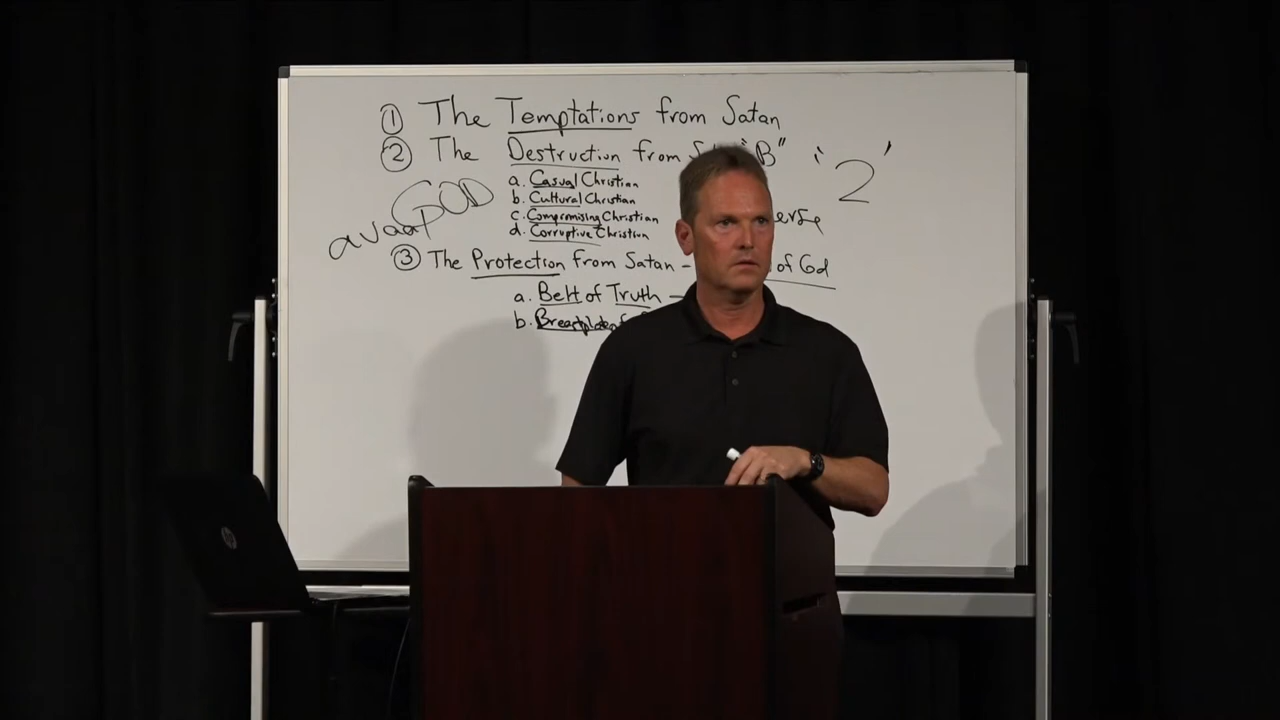 ① The Temptations from Satan
② The Destruction from "B" '2'
a. Casual Christian
b. Cultural Christian
c. Compromising Christian
d. Corruptive Christian
GOD
③ The Protection from Satan - of God
a. Belt of Truth -
b.
hp